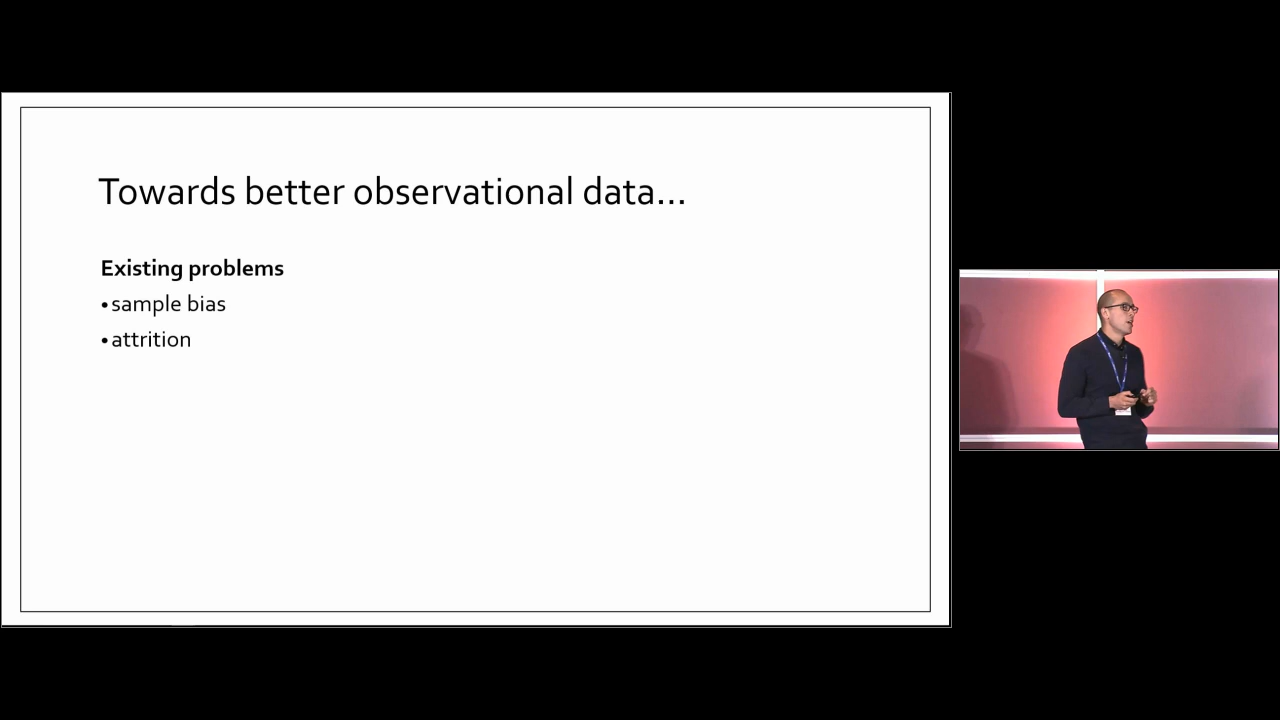 Towards better observational data...
Existing problems
• sample bias
• attrition